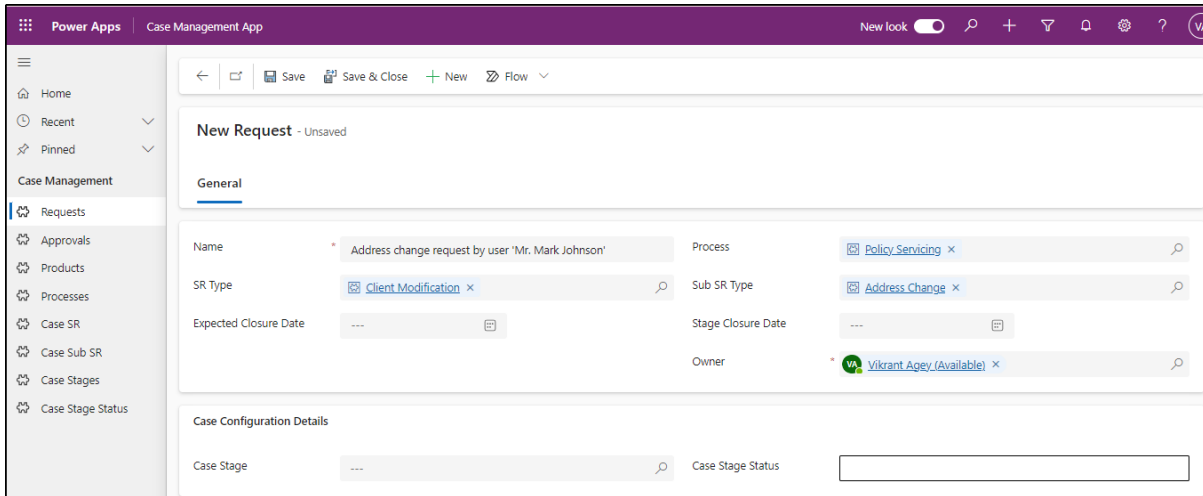 Power Apps Case Management App New look VA
Save Save & Close New Flow
Home
Recent
Pinned
Case Management
Requests
Approvals
Products
Processes
Case SR
Case Sub SR
Case Stages
Case Stage Status
New Request - Unsaved
General
Name * Address change request by user 'Mr. Mark Johnson' Process Policy Servicing
SR Type Client Modification Sub SR Type Address Change
Expected Closure Date --- Stage Closure Date ---
Owner * VA Vikrant Agey (Available)
Case Configuration Details
Case Stage --- Case Stage Status